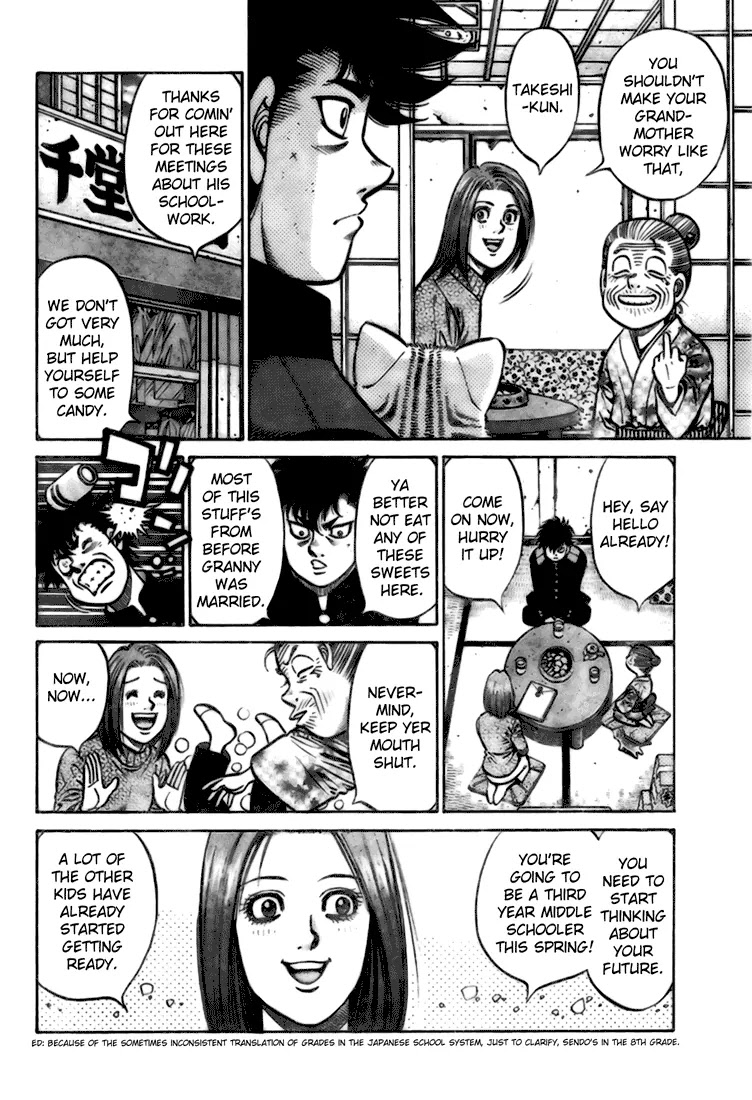 YOU
SHOULDN'T
MAKE YOUR
GRAND-
MOTHER
WORRY LIKE
THAT,
TAKESHI
-KUN.
千堂
THANKS
FOR COMIN'
OUT HERE
FOR THESE
MEETINGS
ABOUT HIS
SCHOOL-
WORK.
WE DON'T
GOT VERY
MUCH,
BUT HELP
YOURSELF
TO SOME
CANDY.
HEY, SAY
HELLO
ALREADY!
COME
ON NOW,
HURRY
IT UP!
YA
BETTER
NOT EAT
ANY OF
THESE
SWEETS
HERE.
MOST
OF THIS
STUFF'S
FROM
BEFORE
GRANNY
WAS
MARRIED.
NEVER-
MIND,
KEEP YER
MOUTH
SHUT.
NOW,
NOW...
YOU
NEED TO
START
THINKING
ABOUT
YOUR
FUTURE.
YOU'RE
GOING TO
BE A THIRD
YEAR MIDDLE
SCHOOLER
THIS SPRING!
A LOT OF
THE OTHER
KIDS HAVE
ALREADY
STARTED
GETTING
READY.
ED: BECAUSE OF THE SOMETIMES INCONSISTENT TRANSLATION OF GRADES IN THE JAPANESE SCHOOL SYSTEM, JUST TO CLARIFY, SENDO'S IN THE 8TH GRADE.